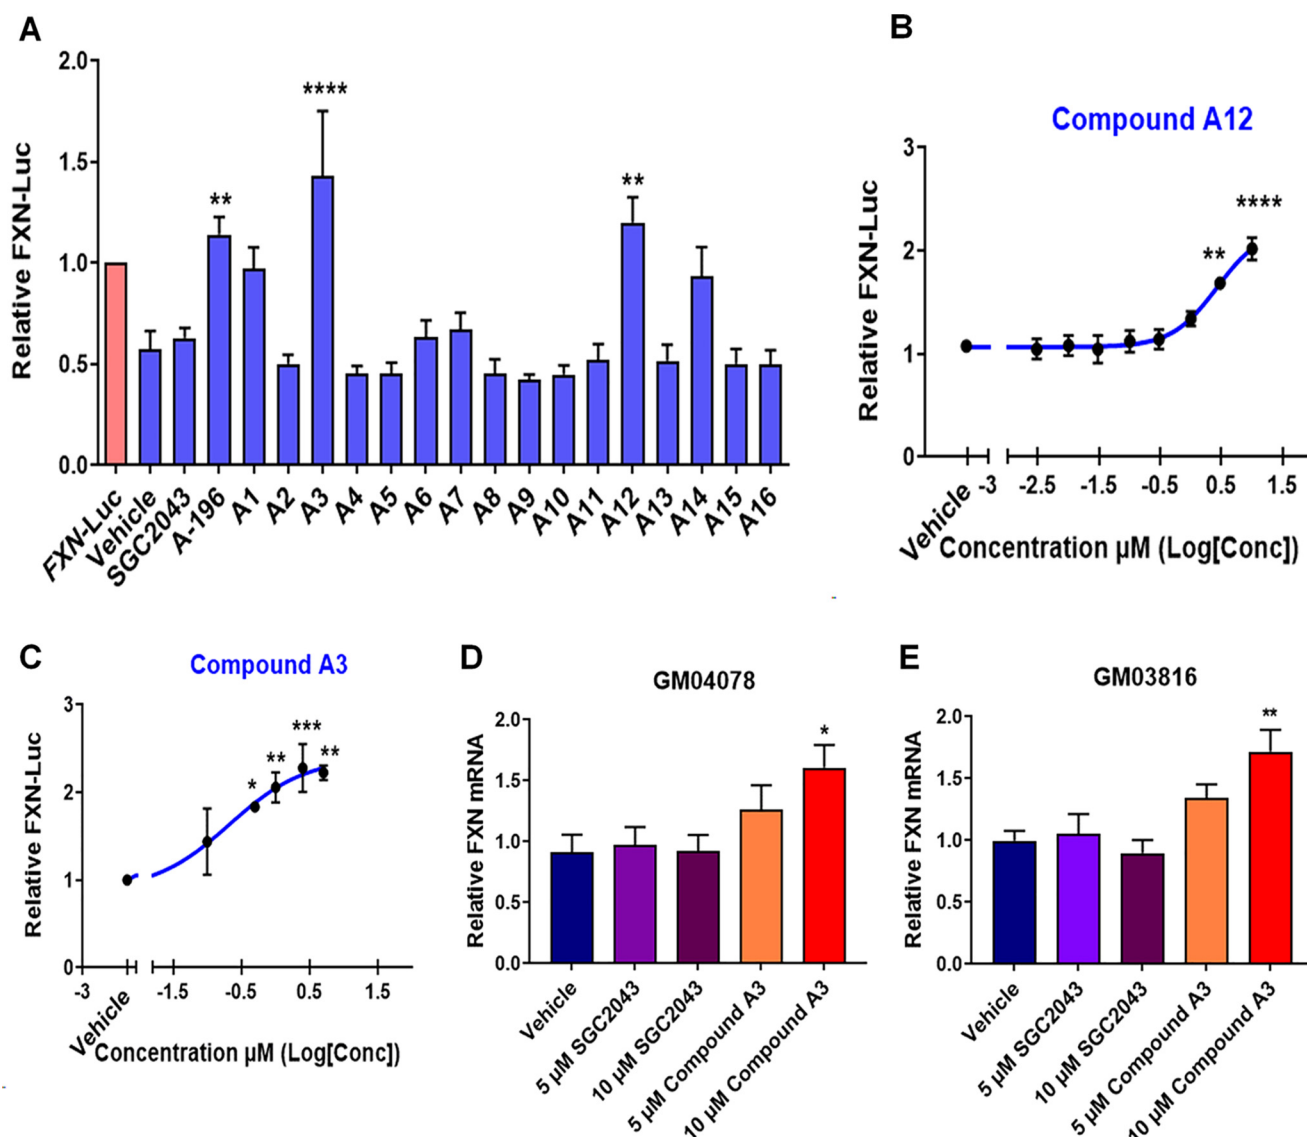 A
Relative FXN-Luc
2.0
1.5
1.0
0.5
0.0
**
****
**
FXN-Luc
Vehicle
SGC2043
A-196
A1
A2
A3
A4
A5
A6
A7
A8
A9
A10
A11
A12
A13
A14
A15
A16
B
Compound A12
Relative FXN-Luc
3
2
1
0
**
****
Vehicle
-3
-2.5
-1.5
-0.5
0.5
1.5
Concentration µM (Log[Conc])
C
Compound A3
Relative FXN-Luc
3
2
1
0
*
**
***
**
-3
Vehicle
-1.5
-0.5
0.5
1.5
Concentration µM (Log[Conc])
D
GM04078
Relative FXN mRNA
2.0
1.5
1.0
0.5
0.0
*
Vehicle
5 µM SGC2043
10 µM SGC2043
5 µM Compound A3
10 µM Compound A3
E
GM03816
Relative FXN mRNA
2.0
1.5
1.0
0.5
0.0
**
Vehicle
5 µM SGC2043
10 µM SGC2043
5 µM Compound A3
10 µM Compound A3